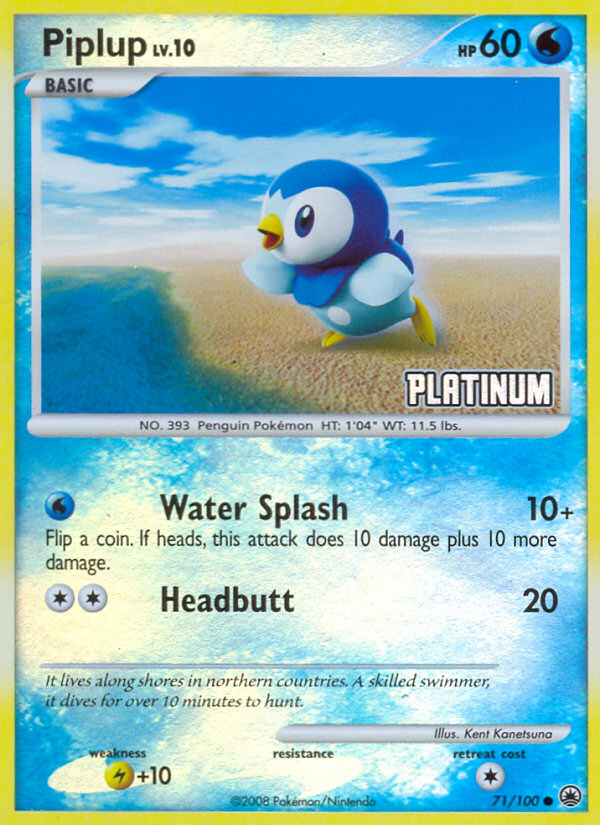 Piplup LV.10 HP 60
BASIC
PLATINUM
NO. 393 Penguin Pokémon HT: 1'04" WT: 11.5 lbs.
Water Splash 10+
Flip a coin. If heads, this attack does 10 damage plus 10 more
damage.
Headbutt 20
It lives along shores in northern countries. A skilled swimmer,
it dives for over 10 minutes to hunt.
Illus. Kent Kanetsuna
weakness resistance retreat cost
+10
71/100
©2008 Pokémon/Nintendo